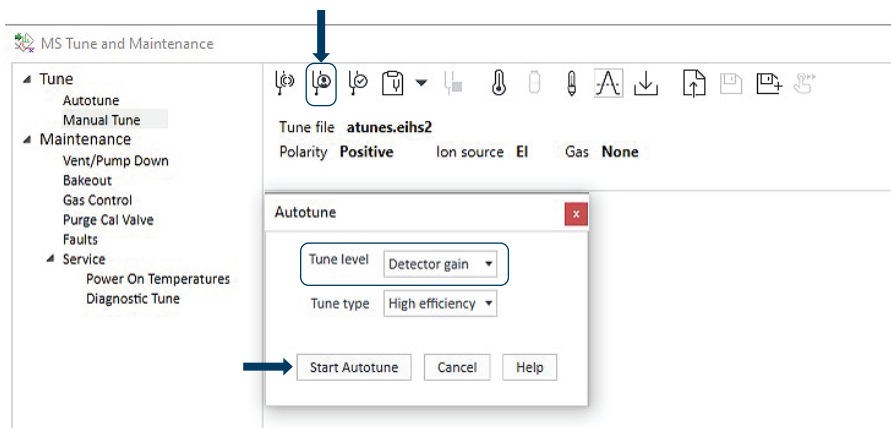 MS Tune and Maintenance
Tune
Autotune
Manual Tune
Maintenance
Vent/Pump Down
Bakeout
Gas Control
Purge Cal Valve
Faults
Service
Power On Temperatures
Diagnostic Tune
Tune file atunes.eihs2
Polarity Positive Ion source EI Gas None
Autotune
x
Tune level Detector gain
Tune type High efficiency
Start Autotune Cancel Help